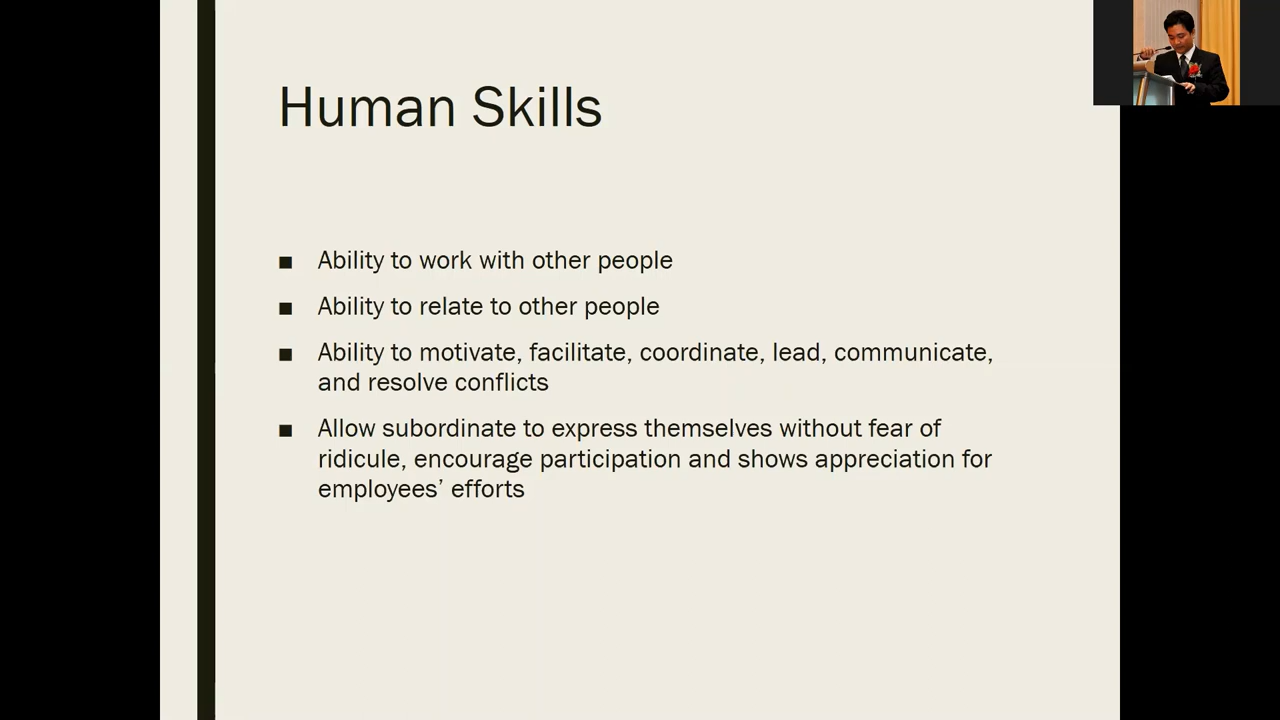 Human Skills
■ Ability to work with other people
■ Ability to relate to other people
■ Ability to motivate, facilitate, coordinate, lead, communicate,
and resolve conflicts
■ Allow subordinate to express themselves without fear of
ridicule, encourage participation and shows appreciation for
employees’ efforts